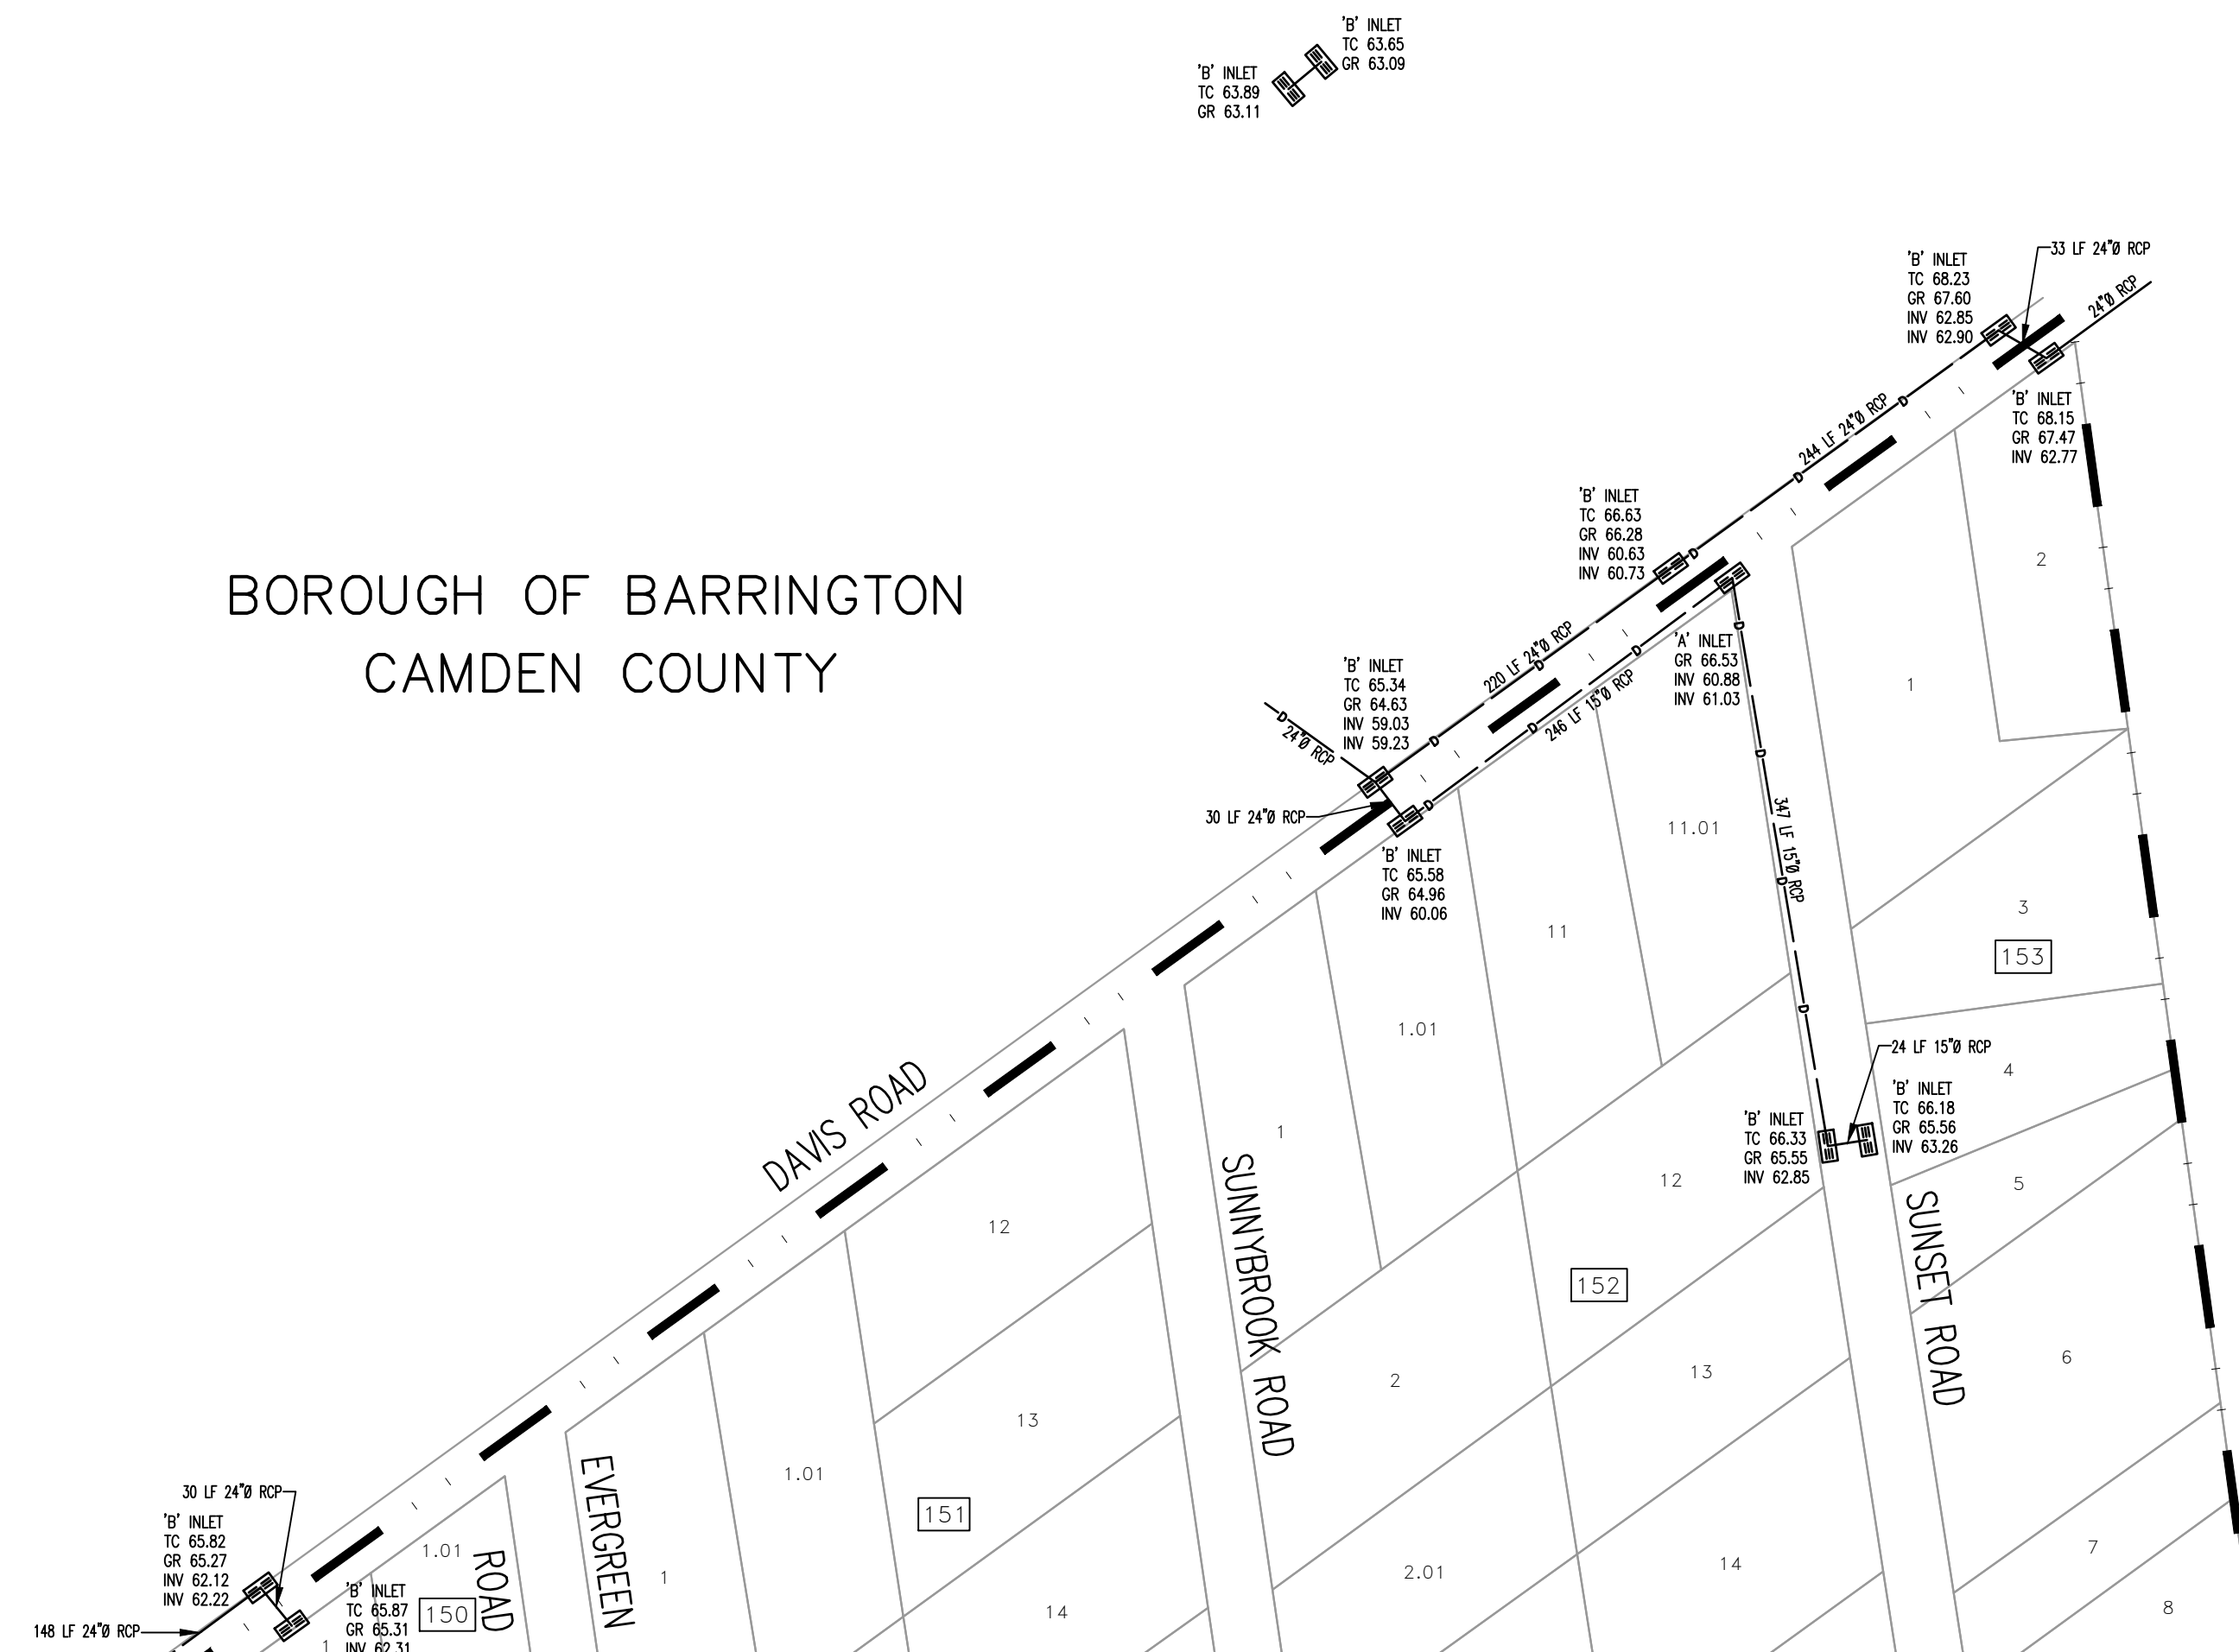 'B' INLET
TC 63.65
GR 63.09
'B' INLET
TC 63.89
GR 63.11
33 LF 24"Ø RCP
'B' INLET
TC 68.23
GR 67.60
INV 62.85
INV 62.90
24"Ø RCP
'B' INLET
TC 68.15
GR 67.47
INV 62.77
244 LF 24"Ø RCP
D
D
D
'B' INLET
TC 66.63
GR 66.28
INV 60.63
INV 60.73
2
BOROUGH OF BARRINGTON
CAMDEN COUNTY
220 LF 24"Ø RCP
D
D
'A' INLET
GR 66.53
INV 60.88
INV 61.03
D
D
246 LF 15"Ø RCP
D
D
1
'B' INLET
TC 65.34
GR 64.63
INV 59.03
INV 59.23
D
24"Ø RCP
30 LF 24"Ø RCP
'B' INLET
TC 65.58
GR 64.96
INV 60.06
D
347 LF 15"Ø RCP
D
D
11.01
11
3
153
1.01
24 LF 15"Ø RCP
4
'B' INLET
TC 66.18
GR 65.56
INV 63.26
'B' INLET
TC 66.33
GR 65.55
INV 62.85
DAVIS ROAD
1
12
5
12
SUNNYBROOK ROAD
SUNSET ROAD
152
6
2
13
13
1.01
151
EVERGREEN
30 LF 24"Ø RCP
'B' INLET
TC 65.82
GR 65.27
INV 62.12
INV 62.22
1.01
ROAD
7
2.01
14
1
'B' INLET
TC 65.87
GR 65.31
INV 62.31
150
14
8
148 LF 24"Ø RCP
1